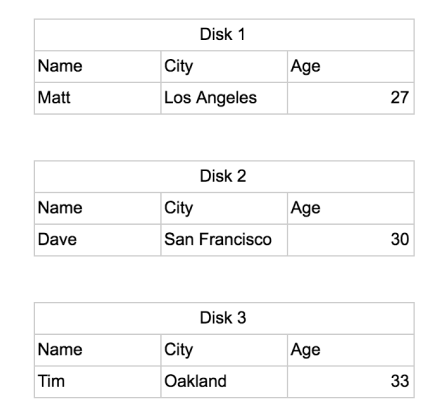 Disk 1
Name City Age
Matt Los Angeles 27
Disk 2
Name City Age
Dave San Francisco 30
Disk 3
Name City Age
Tim Oakland 33